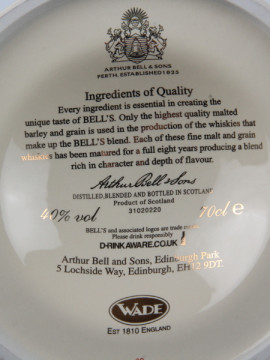 ARTHUR BELL & SONS
PERTH. ESTABLISHED 1825
Ingredients of Quality
Every ingredient is essential in creating the
unique taste of BELL'S. Only the highest quality malted
barley and grain is used in the production of the whiskies that
make up the BELL'S blend. Each of these fine malt and grain
whiskies has been matured for a full eight years producing a blend
rich in character and depth of flavour.
Arthur Bell & Sons
DISTILLED, BLENDED AND BOTTLED IN SCOTLAND
Product of Scotland
31020220
40% vol 70cl e
BELL'S and associated logos are trade marks
Please drink responsibly
DRINKAWARE.CO.UK
Arthur Bell and Sons, Edinburgh Park
5 Lochside Way, Edinburgh, EH12 9DT.
WADE
EST 1810 ENGLAND